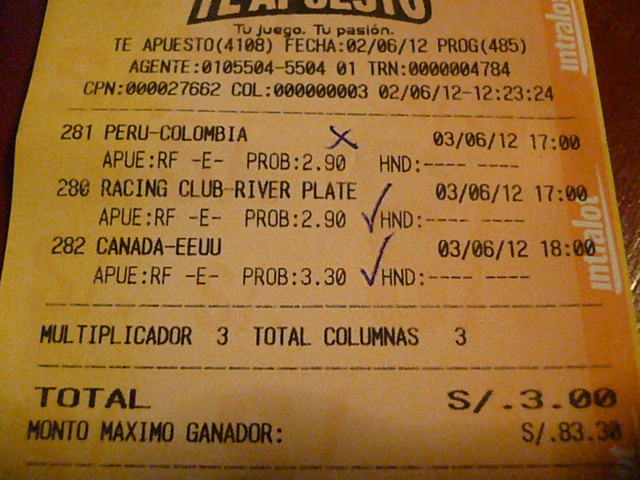 TE APUESTO
Tu juego. Tu pasión.
TE APUESTO(4108) FECHA:02/06/12 PROG(485)
AGENTE:0105504-5504 01 TRN:0000004784
CPN:000027662 COL:000000003 02/06/12-12:23:24
281 PERU-COLOMBIA 03/06/12 17:00
APUE:RF -E- PROB:2.90 HND:---- ----
280 RACING CLUB-RIVER PLATE 03/06/12 17:00
APUE:RF -E- PROB:2.90 HND:---- ----
282 CANADA-EEUU 03/06/12 18:00
APUE:RF -E- PROB:3.30 HND:---- ----
MULTIPLICADOR 3 TOTAL COLUMNAS 3
TOTAL S/.3.00
MONTO MAXIMO GANADOR: S/.83.30
intralot
intralot